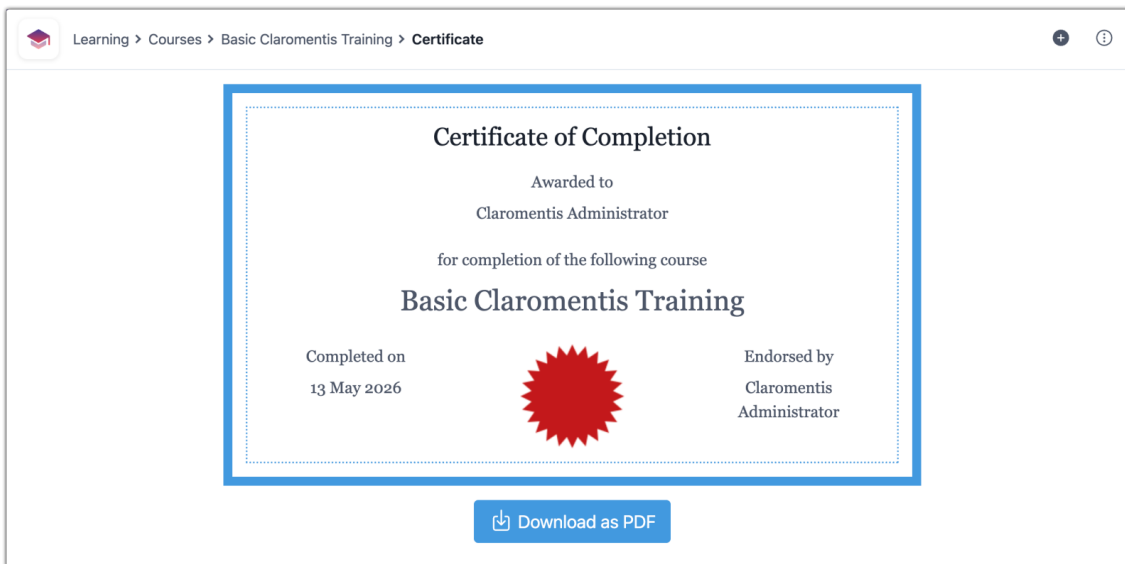 Learning > Courses > Basic Claromentis Training > Certificate
Certificate of Completion
Awarded to
Claromentis Administrator
for completion of the following course
Basic Claromentis Training
Completed on
13 May 2026
Endorsed by
Claromentis
Administrator
Download as PDF